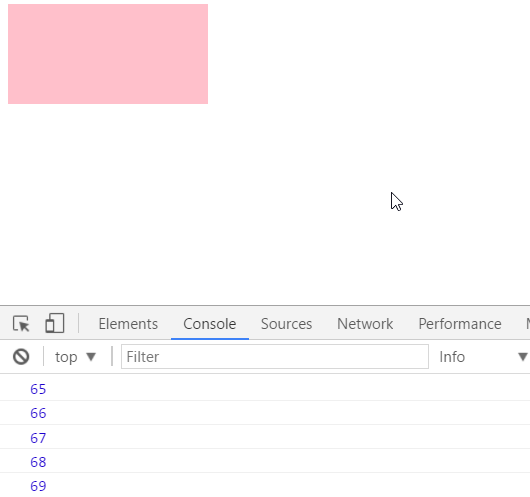 Elements Console Sources Network Performance
top Filter Info
65
66
67
68
69